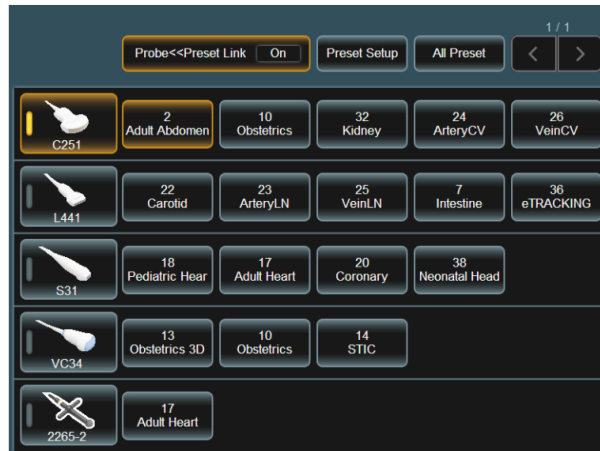 1 / 1
Probe<<Preset Link On Preset Setup All Preset < >
2 10 32 24 26
Adult Abdomen Obstetrics Kidney ArteryCV VeinCV
C251
22 23 25 7 36
Carotid ArteryLN VeinLN Intestine eTRACKING
L441
18 17 20 38
Pediatric Hear Adult Heart Coronary Neonatal Head
S31
13 10 14
Obstetrics 3D Obstetrics STIC
VC34
17
Adult Heart
2265-2